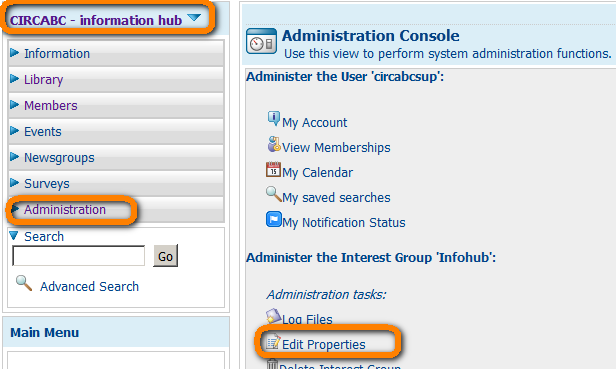 CIRCABC - information hub
Information
Library
Members
Events
Newsgroups
Surveys
Administration
Search
Go
Advanced Search
Main Menu
Administration Console
Use this view to perform system administration functions.
Administer the User 'circabcsup':
My Account
View Memberships
15
My Calendar
My saved searches
My Notification Status
Administer the Interest Group 'Infohub':
Administration tasks:
Log Files
Edit Properties
Delete Interest Group